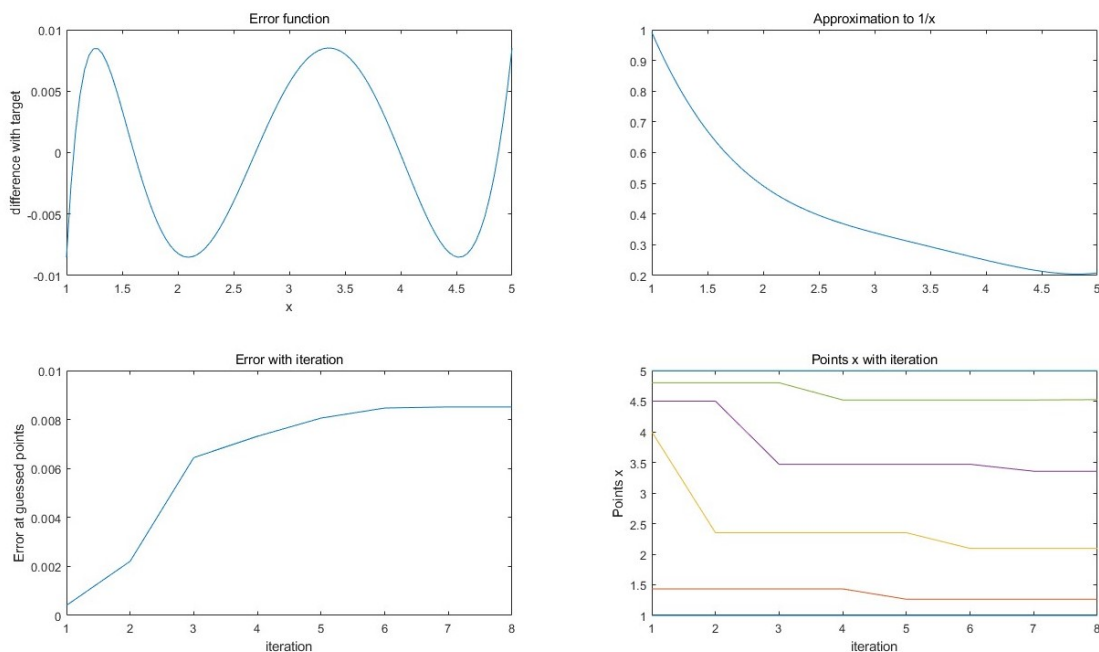 Error function
0.01
0.005
0
-0.005
-0.01
difference with target
1 1.5 2 2.5 3 3.5 4 4.5 5
x
Approximation to 1/x
1
0.9
0.8
0.7
0.6
0.5
0.4
0.3
0.2
1 1.5 2 2.5 3 3.5 4 4.5 5
Error with iteration
0.01
0.008
0.006
0.004
0.002
0
Error at guessed points
1 2 3 4 5 6 7 8
iteration
Points x with iteration
5
4.5
4
3.5
3
2.5
2
1.5
1
Points x
1 2 3 4 5 6 7 8
iteration